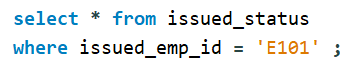 select * from issued_status
where issued_emp_id = 'E101' ;